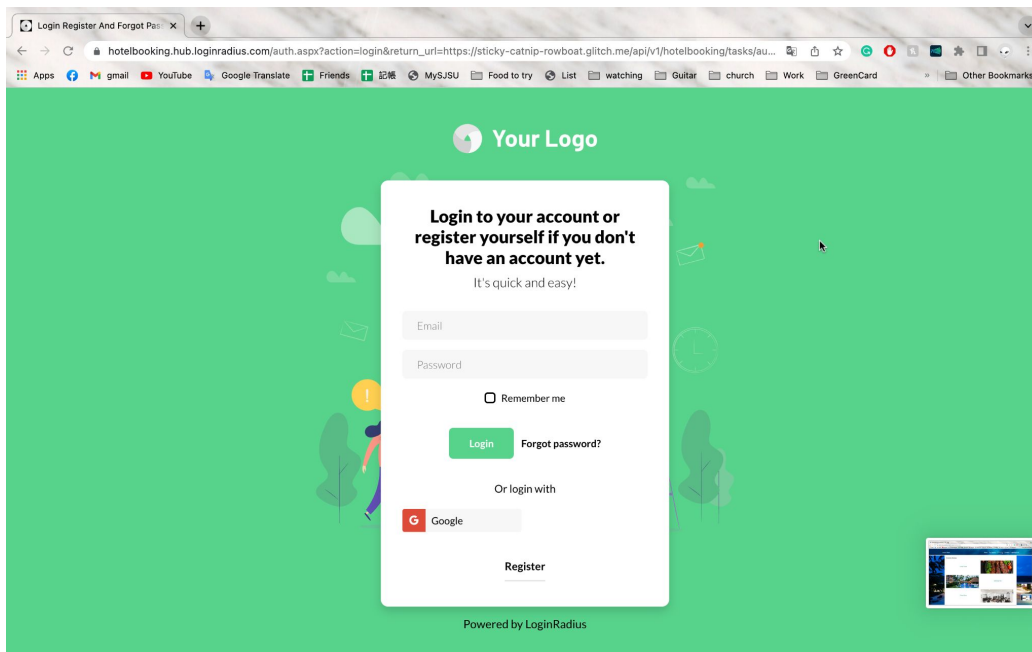 Login Register And Forgot Pas
hotelbooking.hub.loginradius.com/auth.aspx?action=login&return_url=https://sticky-catnip-rowboat.glitch.me/api/v1/hotelbooking/tasks/au...
Apps gmail YouTube Google Translate Friends 記帳 MySJSU Food to try List watching Guitar church Work GreenCard » Other Bookmarks
Your Logo
Login to your account or
register yourself if you don't
have an account yet.
It's quick and easy!
Email
Password
Remember me
Login Forgot password?
Or login with
G Google
Register
Powered by LoginRadius